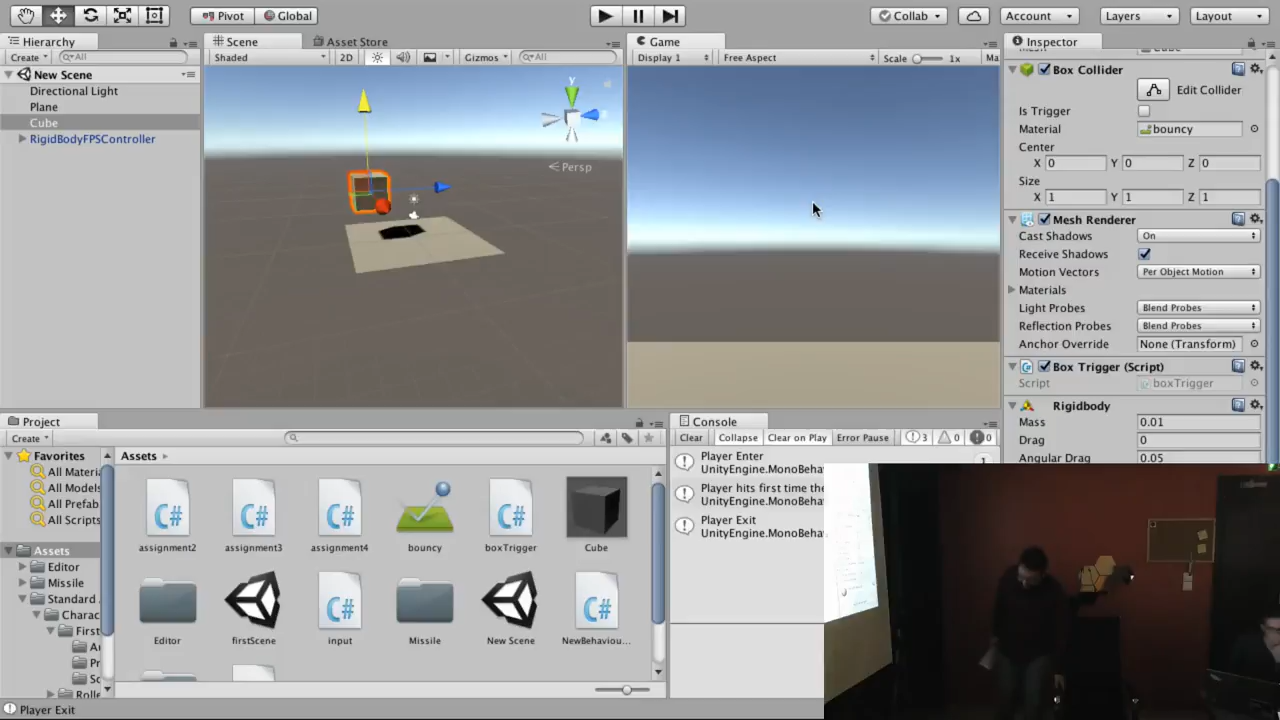 Pivot Global Collab Account Layers Layout
Hierarchy
Create All
New Scene
Directional Light
Plane
Cube
RigidBodyFPSController
Scene Asset Store
Shaded 2D Gizmos All
y
Persp
Game
Display 1 Free Aspect Scale 1x Ma
Inspector
Box Collider
Edit Collider
Is Trigger
Material bouncy
Center
X 0 Y 0 Z 0
Size
X 1 Y 1 Z 1
Mesh Renderer
Cast Shadows On
Receive Shadows
Motion Vectors Per Object Motion
Materials
Light Probes Blend Probes
Reflection Probes Blend Probes
Anchor Override None (Transform)
Box Trigger (Script)
Script boxTrigger
Rigidbody
Mass 0.01
Drag 0
Angular Drag 0.05
Project
Create
Favorites
All Materia
All Models
All Prefab
All Scripts
Assets
Editor
Missile
Standard
Charac
First
Roll
Assets
assignment2 assignment3 assignment4 bouncy boxTrigger Cube
Editor firstScene input Missile New Scene NewBehaviou...
Console
Clear Collapse Clear on Play Error Pause 3 0 0
Player Enter
UnityEngine.MonoBeha
1
Player hits first time the
UnityEngine.MonoBeha
Player Exit
UnityEngine.MonoBeha
Player Exit